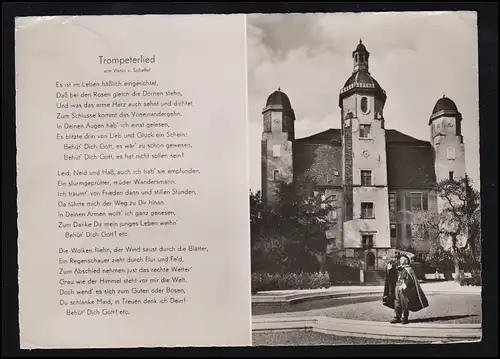 Trompeterlied
von Viktor v. Scheffel
Es ist im Leben häßlich eingerichtet,
Daß bei den Rosen gleich die Dornen stehn,
Und was das arme Herz auch sehnt und dichtet,
Zum Schlusse kommt das Voneinandergehn.
In Deinen Augen hab' ich einst gelesen,
Es blitzte drin von Lieb und Glück ein Schein:
Behüt' Dich Gott, es wär' zu schön gewesen,
Behüt' Dich Gott, es hat nicht sollen sein!
Leid, Neid und Haß, auch ich hab' sie empfunden,
Ein sturmgeprüfter, müder Wandersmann.
Ich träumt' von Frieden dann und stillen Stunden,
Da führte mich der Weg zu Dir hinan.
In Deinen Armen wollt' ich ganz genesen,
Zum Danke Dir mein junges Leben weihn
Behüt' Dich Gott! etc.
Die Wolken fliehn, der Wind saust durch die Blätter,
Ein Regenschauer zieht durch Flur und Feld,
Zum Abschied nehmen just das rechte Wetter
Grau wie der Himmel steht vor mir die Welt.
Doch wend' es sich zum Guten oder Bösen,
Du schlanke Maid, in Treuen denk ich Dein!
Behüt' Dich Gott! etc.